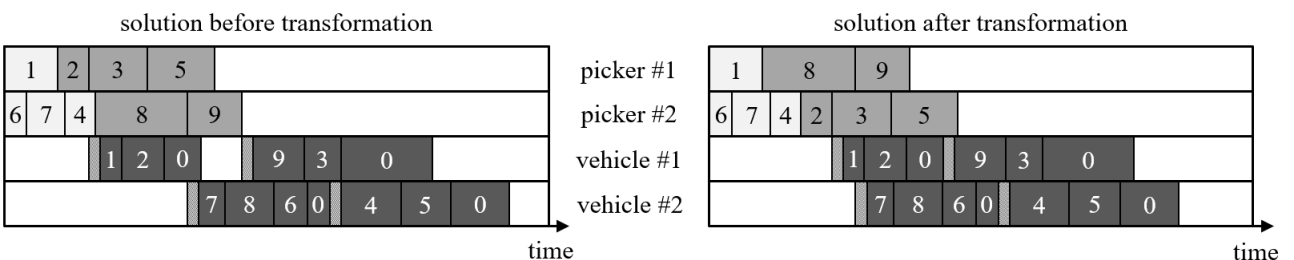 solution before transformation
solution after transformation
1 2 3 5
picker #1
1 8 9
6 7 4 8 9
picker #2
6 7 4 2 3 5
1 2 0 9 3 0
vehicle #1
1 2 0 9 3 0
7 8 6 0 4 5 0
vehicle #2
7 8 6 0 4 5 0
time
time